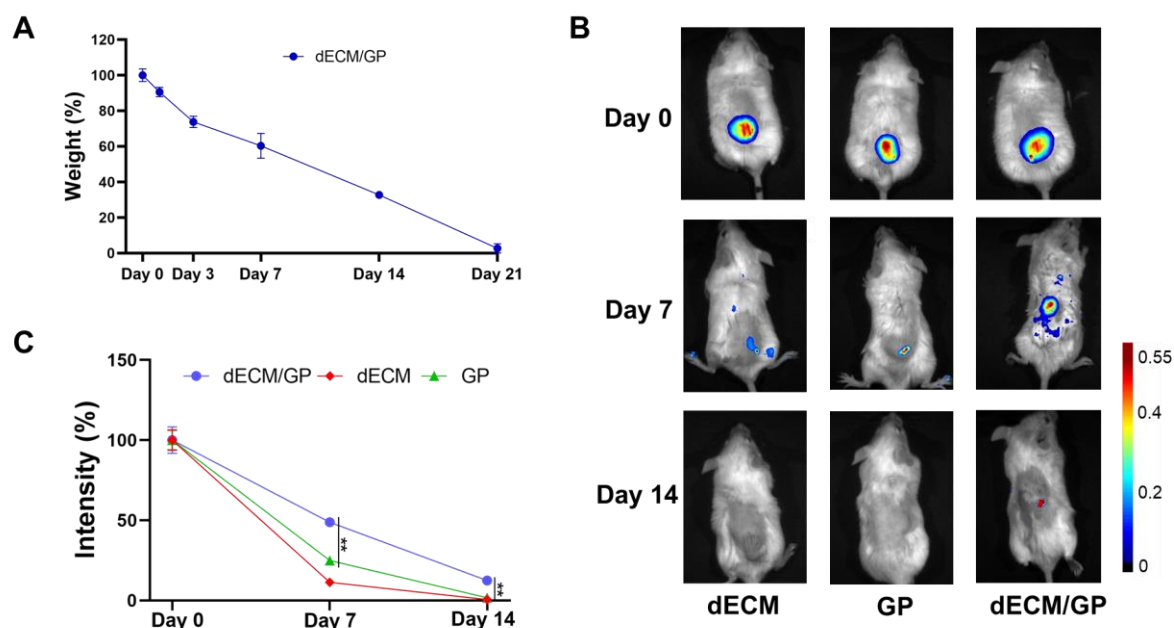 A
120
100
80
60
40
20
0
Weight (%)
dECM/GP
Day 0
Day 3
Day 7
Day 14
Day 21
B
Day 0
Day 7
Day 14
dECM
GP
dECM/GP
0.55
0.4
0.2
0
C
150
100
50
0
Intensity (%)
dECM/GP
dECM
GP
**
**
Day 0
Day 7
Day 14